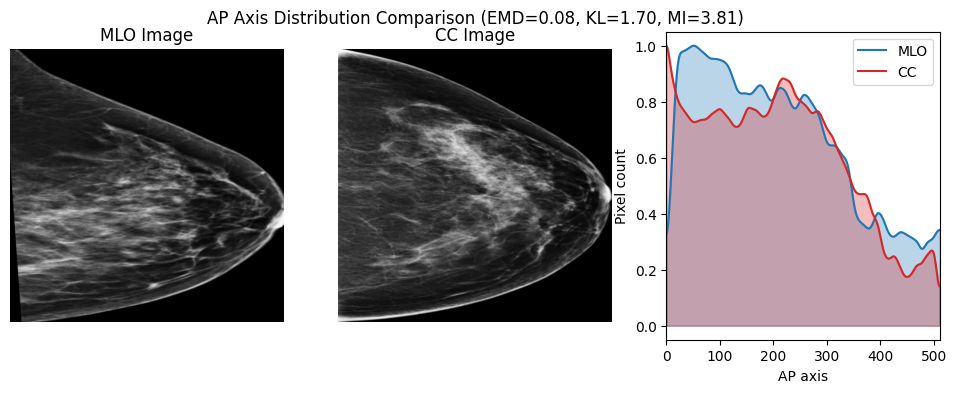 AP Axis Distribution Comparison (EMD=0.08, KL=1.70, MI=3.81)
MLO Image
CC Image
MLO
CC
1.0
0.8
0.6
0.4
0.2
0.0
Pixel count
0 100 200 300 400 500
AP axis